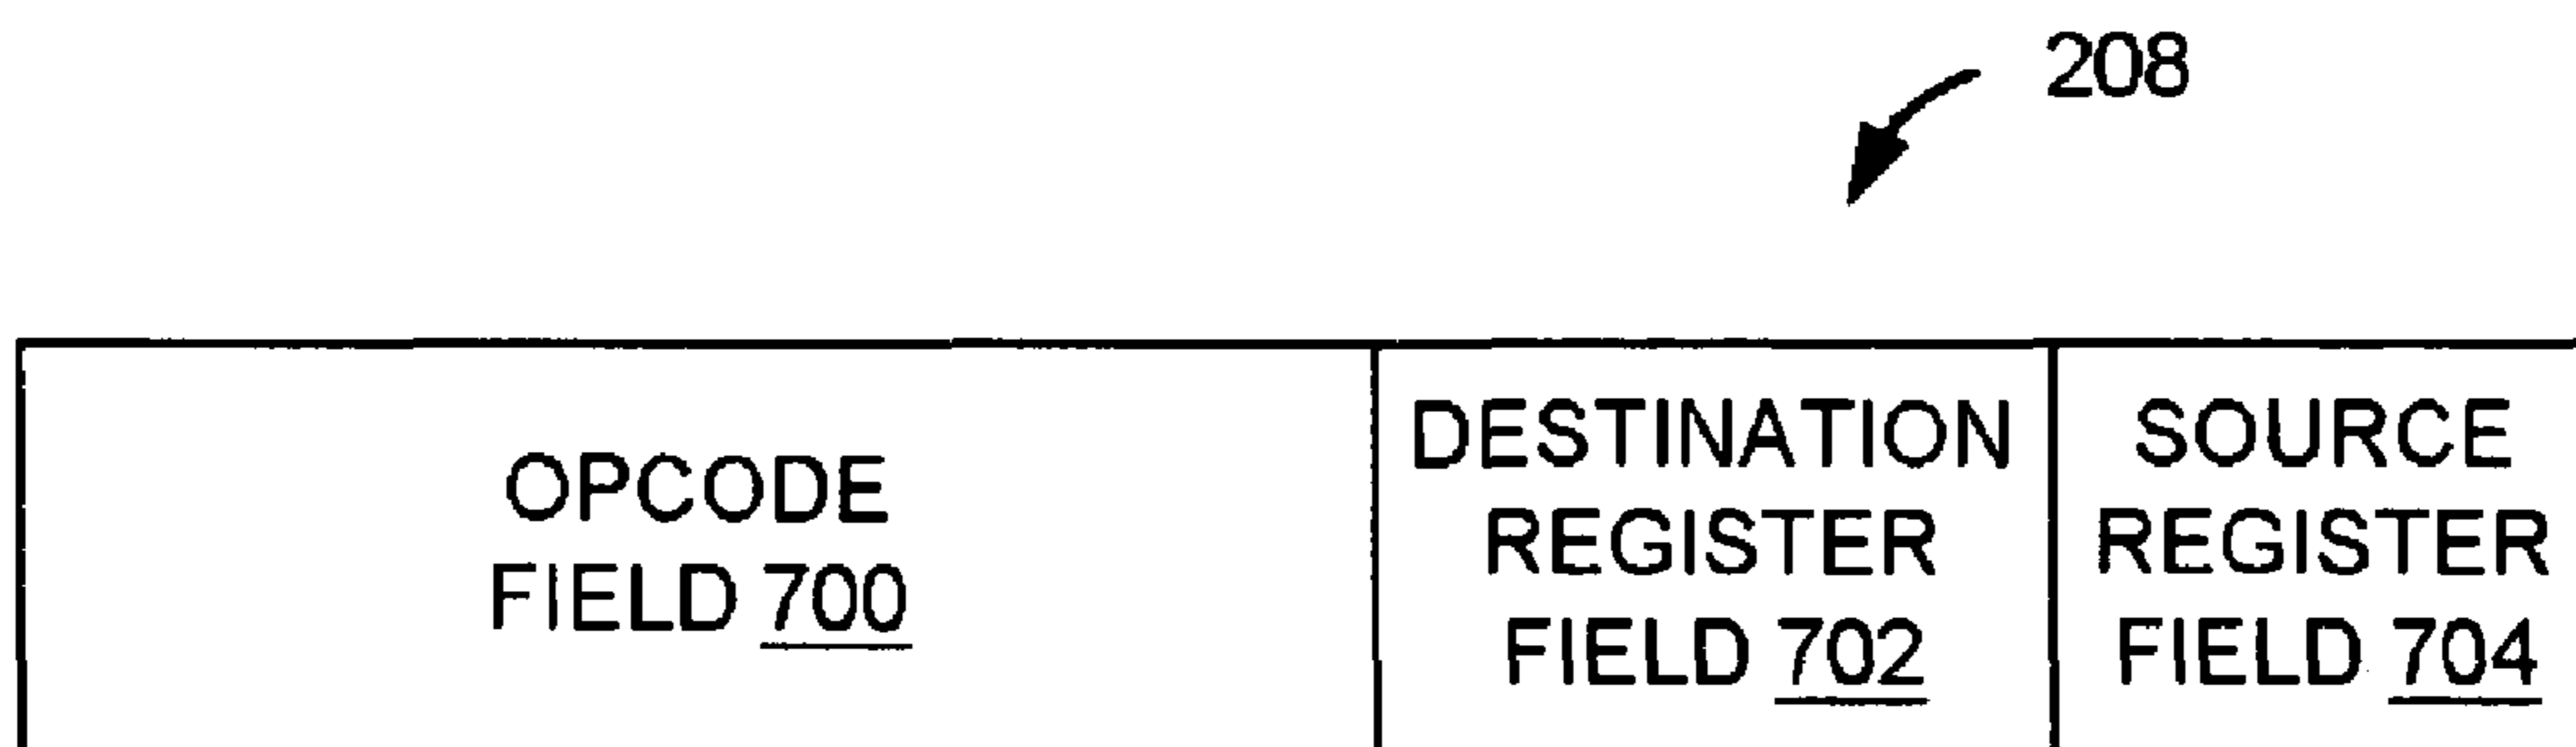 208
OPCODE
FIELD 700
DESTINATION
REGISTER
FIELD 702
SOURCE
REGISTER
FIELD 704